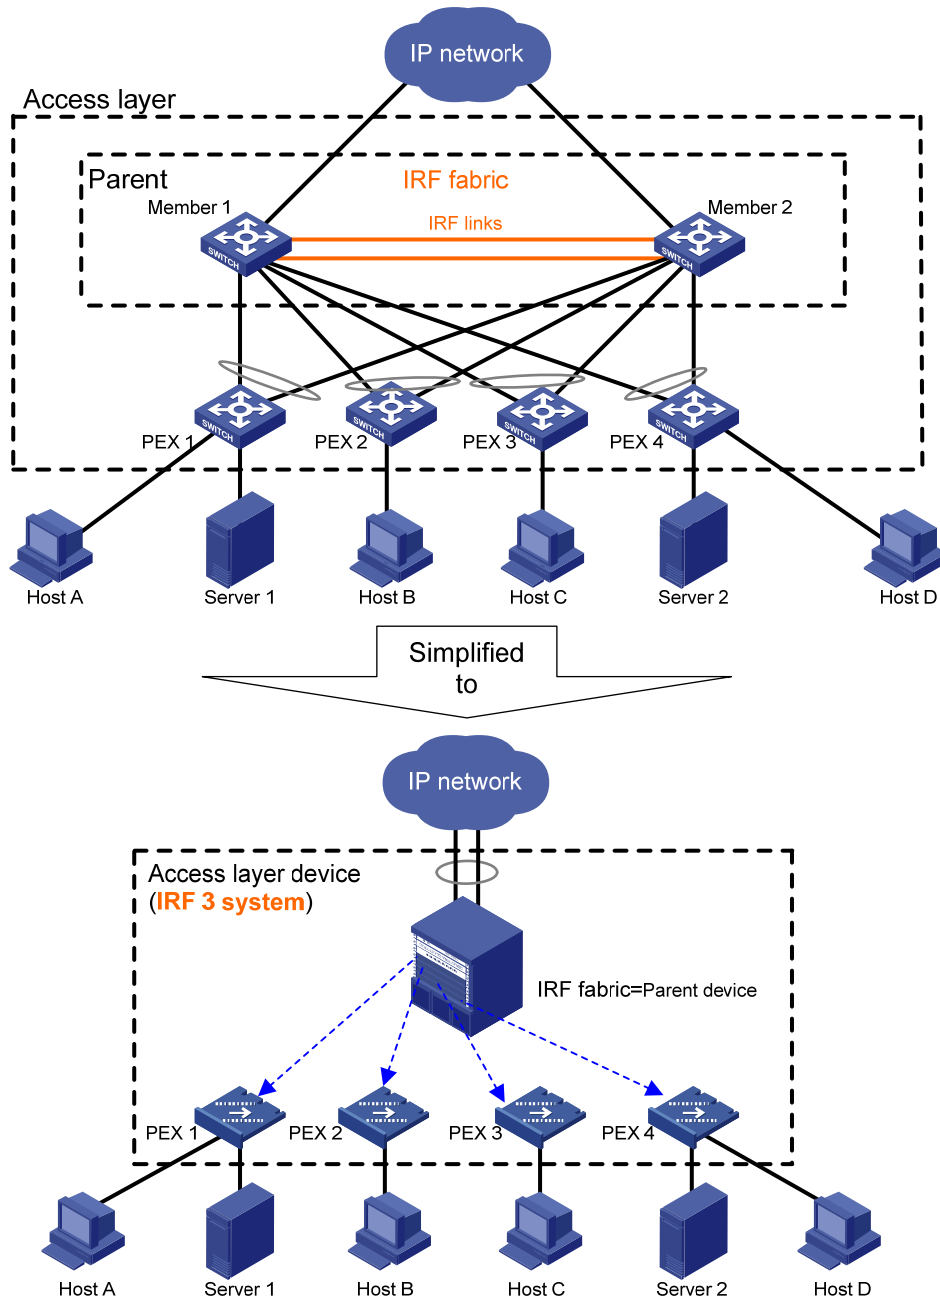 IP network
Access layer
Parent
IRF fabric
Member 1
Member 2
IRF links
SWITCH
SWITCH
SWITCH
SWITCH
SWITCH
SWITCH
PEX 1
PEX 2
PEX 3
PEX 4
Host A
Server 1
Host B
Host C
Server 2
Host D
Simplified
to
IP network
Access layer device
(IRF 3 system)
IRF fabric=Parent device
PEX 1
PEX 2
PEX 3
PEX 4
Host A
Server 1
Host B
Host C
Server 2
Host D